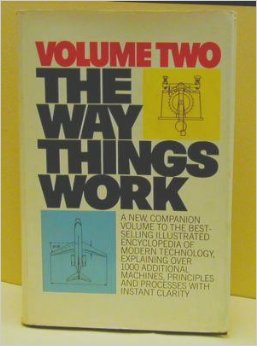 VOLUME TWO
THE
WAY
THINGS
WORK
A NEW, COMPANION
VOLUME TO THE BEST-
SELLING ILLUSTRATED
ENCYCLOPEDIA OF
MODERN TECHNOLOGY,
EXPLAINING OVER
1000 ADDITIONAL
MACHINES, PRINCIPLES
AND PROCESSES WITH
INSTANT CLARITY